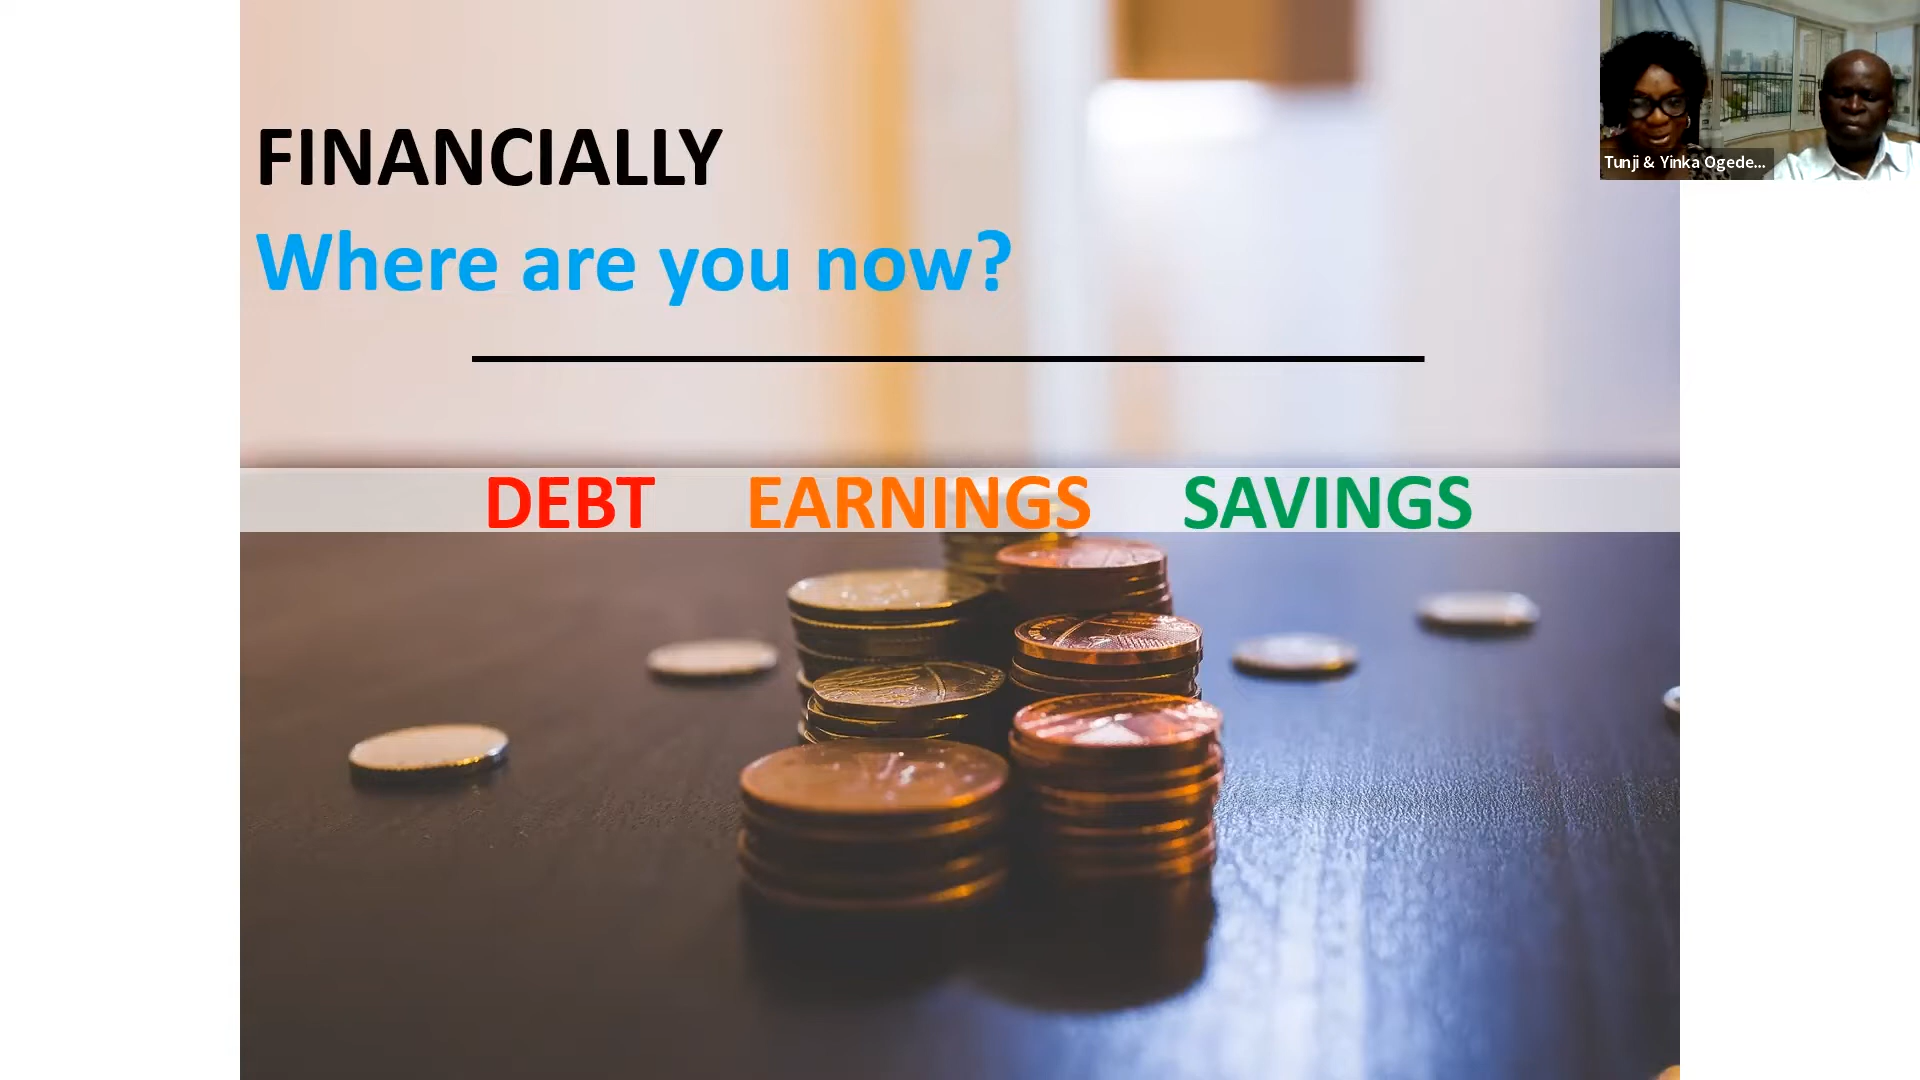 FINANCIALLY
Where are you now?
DEBT EARNINGS SAVINGS
Tunji & Yinka Ogede...